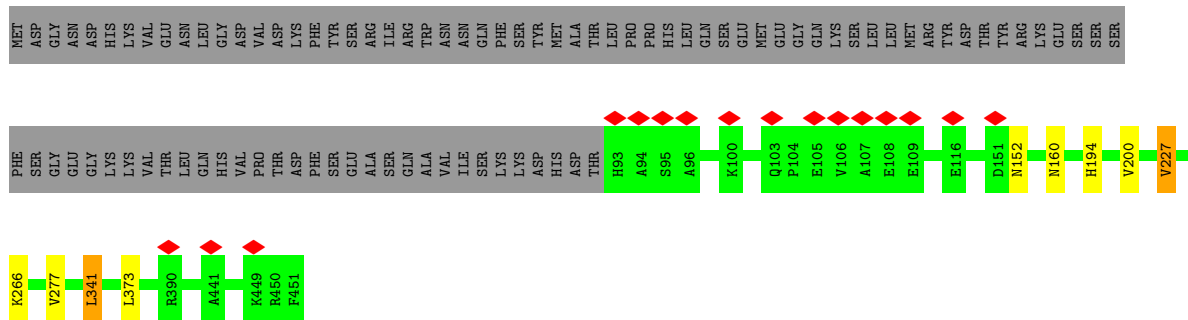 MET ASP GLY ASN ASP HIS LYS VAL GLU ASN LEU GLY ASP VAL ASP LYS PHE TYR SER ARG ILE ARG TRP ASN ASN GLN PHE SER TYR MET ALA THR LEU PRO PRO HIS LEU GLN SER GLU MET GLU GLY GLN LYS SER LEU LEU MET ARG TYR ASP THR TYR ARG LYS GLU SER SER SER
PHE SER GLY GLU GLY LYS LYS VAL THR LEU GLN HIS VAL PRO THR ASP PHE SER GLU ALA SER GLN ALA VAL ILE SER LYS LYS ASP HIS ASP THR H93 A94 S95 A96 K100 Q103 P104 E105 V106 A107 E108 E109 E116 D151 N152 N160 H194 V200 V227
K266 V277 L341 L373 R390 A441 K449 R450 F451